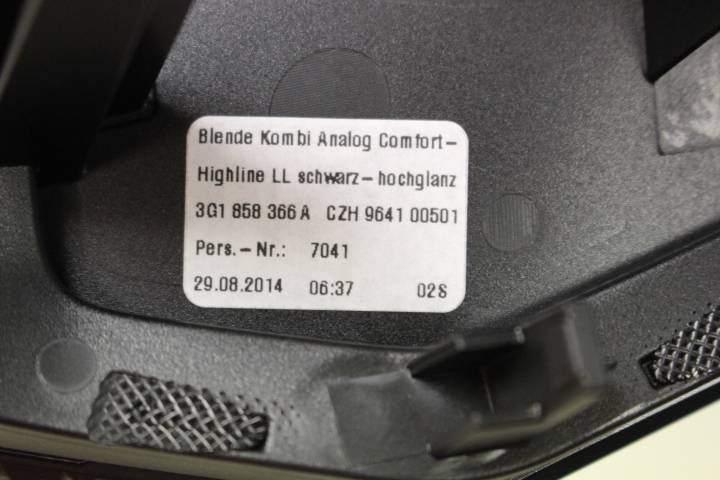 Blende Kombi Analog Comfort-
Highline LL schwarz-hochglanz
3G1 858 366 A CZH 9641 00501
Pers.-Nr.: 7041
29.08.2014 06:37 02S